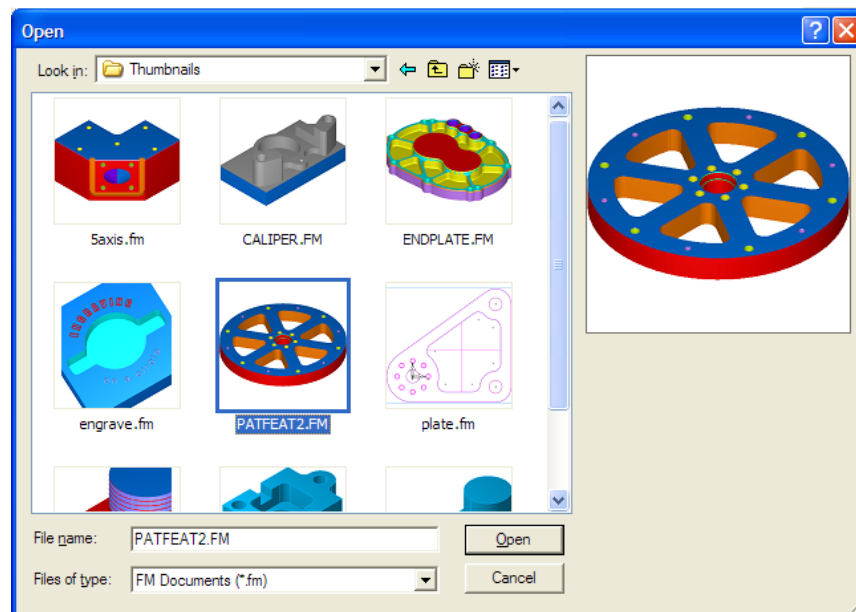 Open
Look in: Thumbnails
5axis.fm CALIPER.FM ENDPLATE.FM
ENGRAVING
engrave.fm PATFEAT2.FM plate.fm
File name: PATFEAT2.FM Open
Files of type: FM Documents (*.fm) Cancel